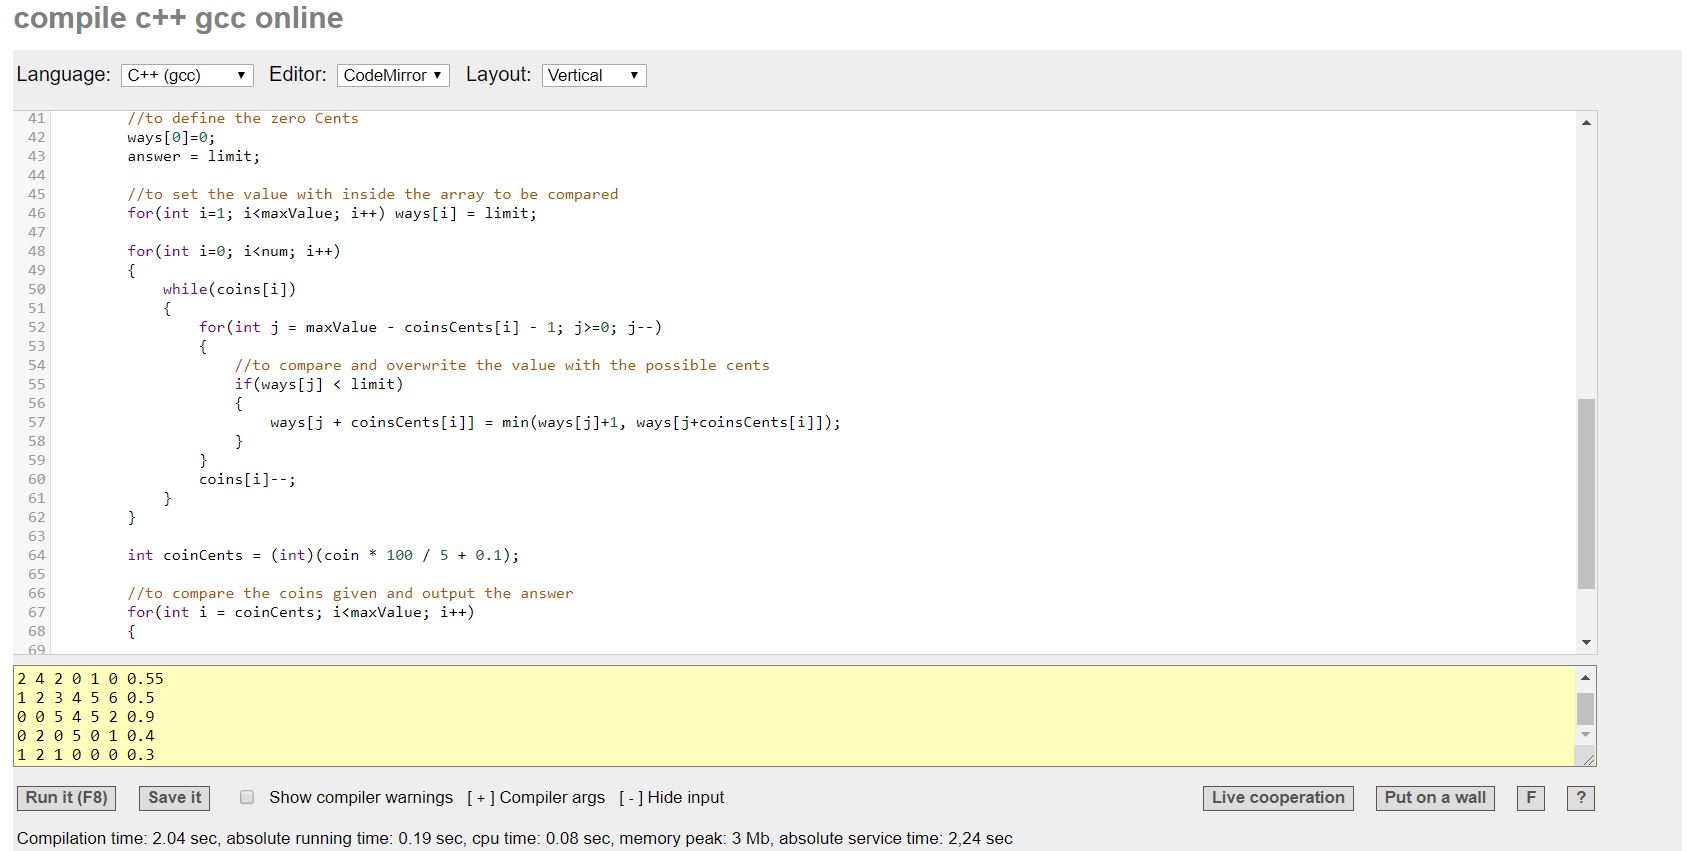 compile c++ gcc online
Language: C++ (gcc) Editor: CodeMirror Layout: Vertical
41 //to define the zero Cents
42 ways[0]=0;
43 answer = limit;
44
45 //to set the value with inside the array to be compared
46 for(int i=1; i<maxValue; i++) ways[i] = limit;
47
48 for(int i=0; i<num; i++)
49 {
50 while(coins[i])
51 {
52 for(int j = maxValue - coinsCents[i] - 1; j>=0; j--)
53 {
54 //to compare and overwrite the value with the possible cents
55 if(ways[j] < limit)
56 {
57 ways[j + coinsCents[i]] = min(ways[j]+1, ways[j+coinsCents[i]]);
58 }
59 }
60 coins[i]--;
61 }
62 }
63
64 int coinCents = (int)(coin * 100 / 5 + 0.1);
65
66 //to compare the coins given and output the answer
67 for(int i = coinCents; i<maxValue; i++)
68 {
69
2 4 2 0 1 0 0.55
1 2 3 4 5 6 0.5
0 0 5 4 5 2 0.9
0 2 0 5 0 1 0.4
1 2 1 0 0 0 0.3
Run it (F8) Save it Show compiler warnings [ + ] Compiler args [ - ] Hide input Live cooperation Put on a wall F ?
Compilation time: 2.04 sec, absolute running time: 0.19 sec, cpu time: 0.08 sec, memory peak: 3 Mb, absolute service time: 2,24 sec